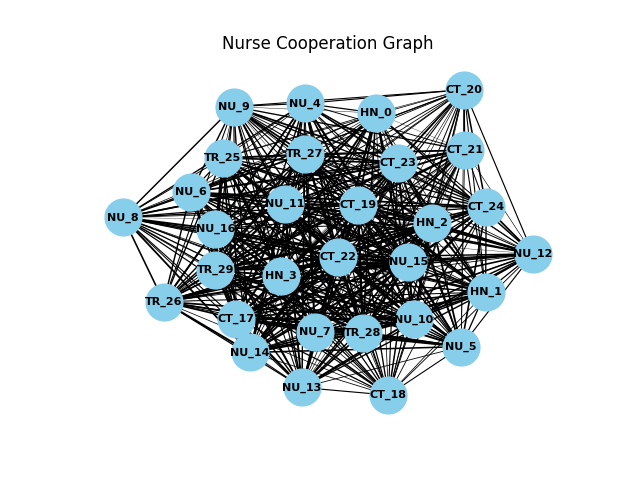 Nurse Cooperation Graph
CT_20
NU_9
NU_4
HN_0
CT_21
TR_25
TR_27
CT_23
NU_6
NU_11
CT_19
CT_24
NU_8
NU_16
HN_2
NU_12
CT_22
NU_15
TR_29
HN_3
HN_1
TR_26
CT_17
NU_10
NU_7
TR_28
NU_14
NU_5
NU_13
CT_18